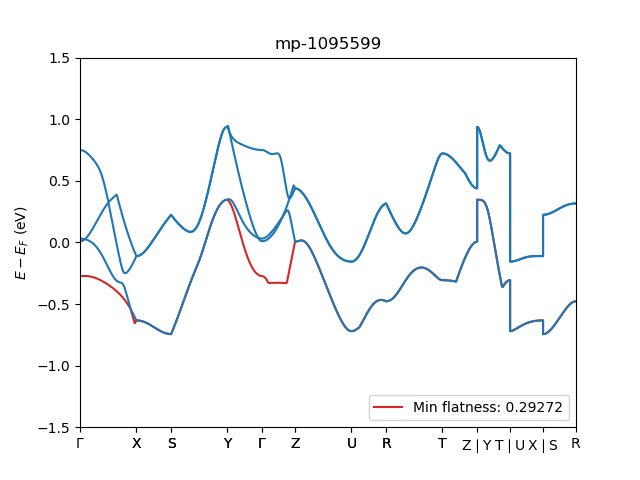 mp-1095599
1.5
1.0
0.5
0.0
−0.5
−1.0
−1.5
E − E_F (eV)
Min flatness: 0.29272
Γ X S Y Γ Z U R T Z|Y T|U X|S R